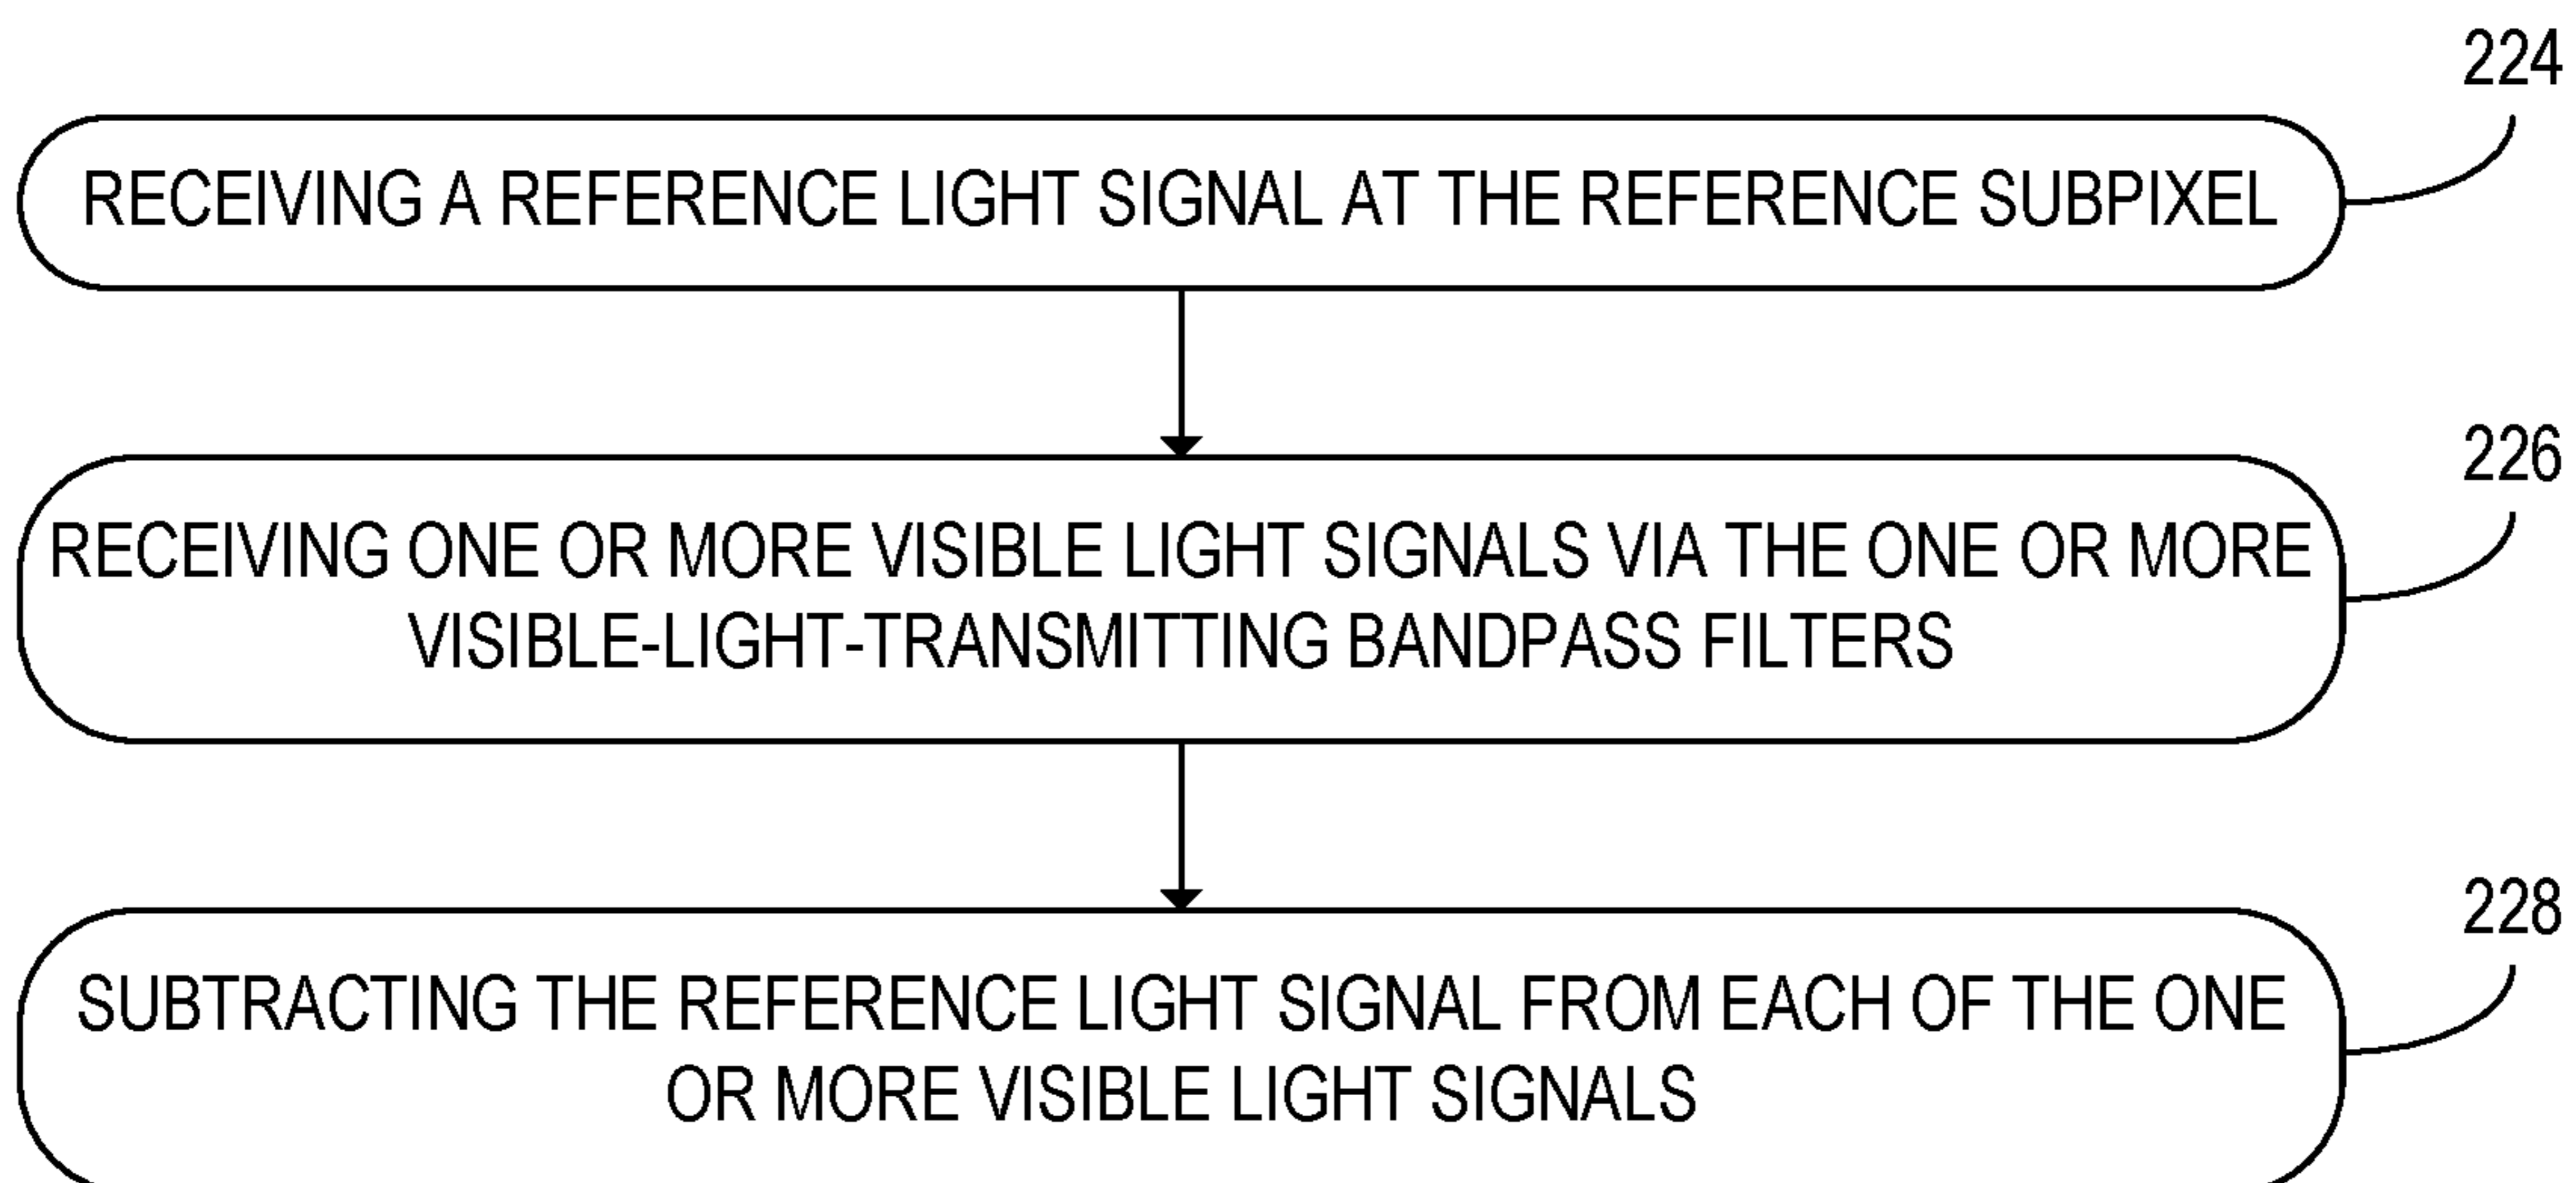 224
RECEIVING A REFERENCE LIGHT SIGNAL AT THE REFERENCE SUBPIXEL
226
RECEIVING ONE OR MORE VISIBLE LIGHT SIGNALS VIA THE ONE OR MORE
VISIBLE-LIGHT-TRANSMITTING BANDPASS FILTERS
228
SUBTRACTING THE REFERENCE LIGHT SIGNAL FROM EACH OF THE ONE
OR MORE VISIBLE LIGHT SIGNALS